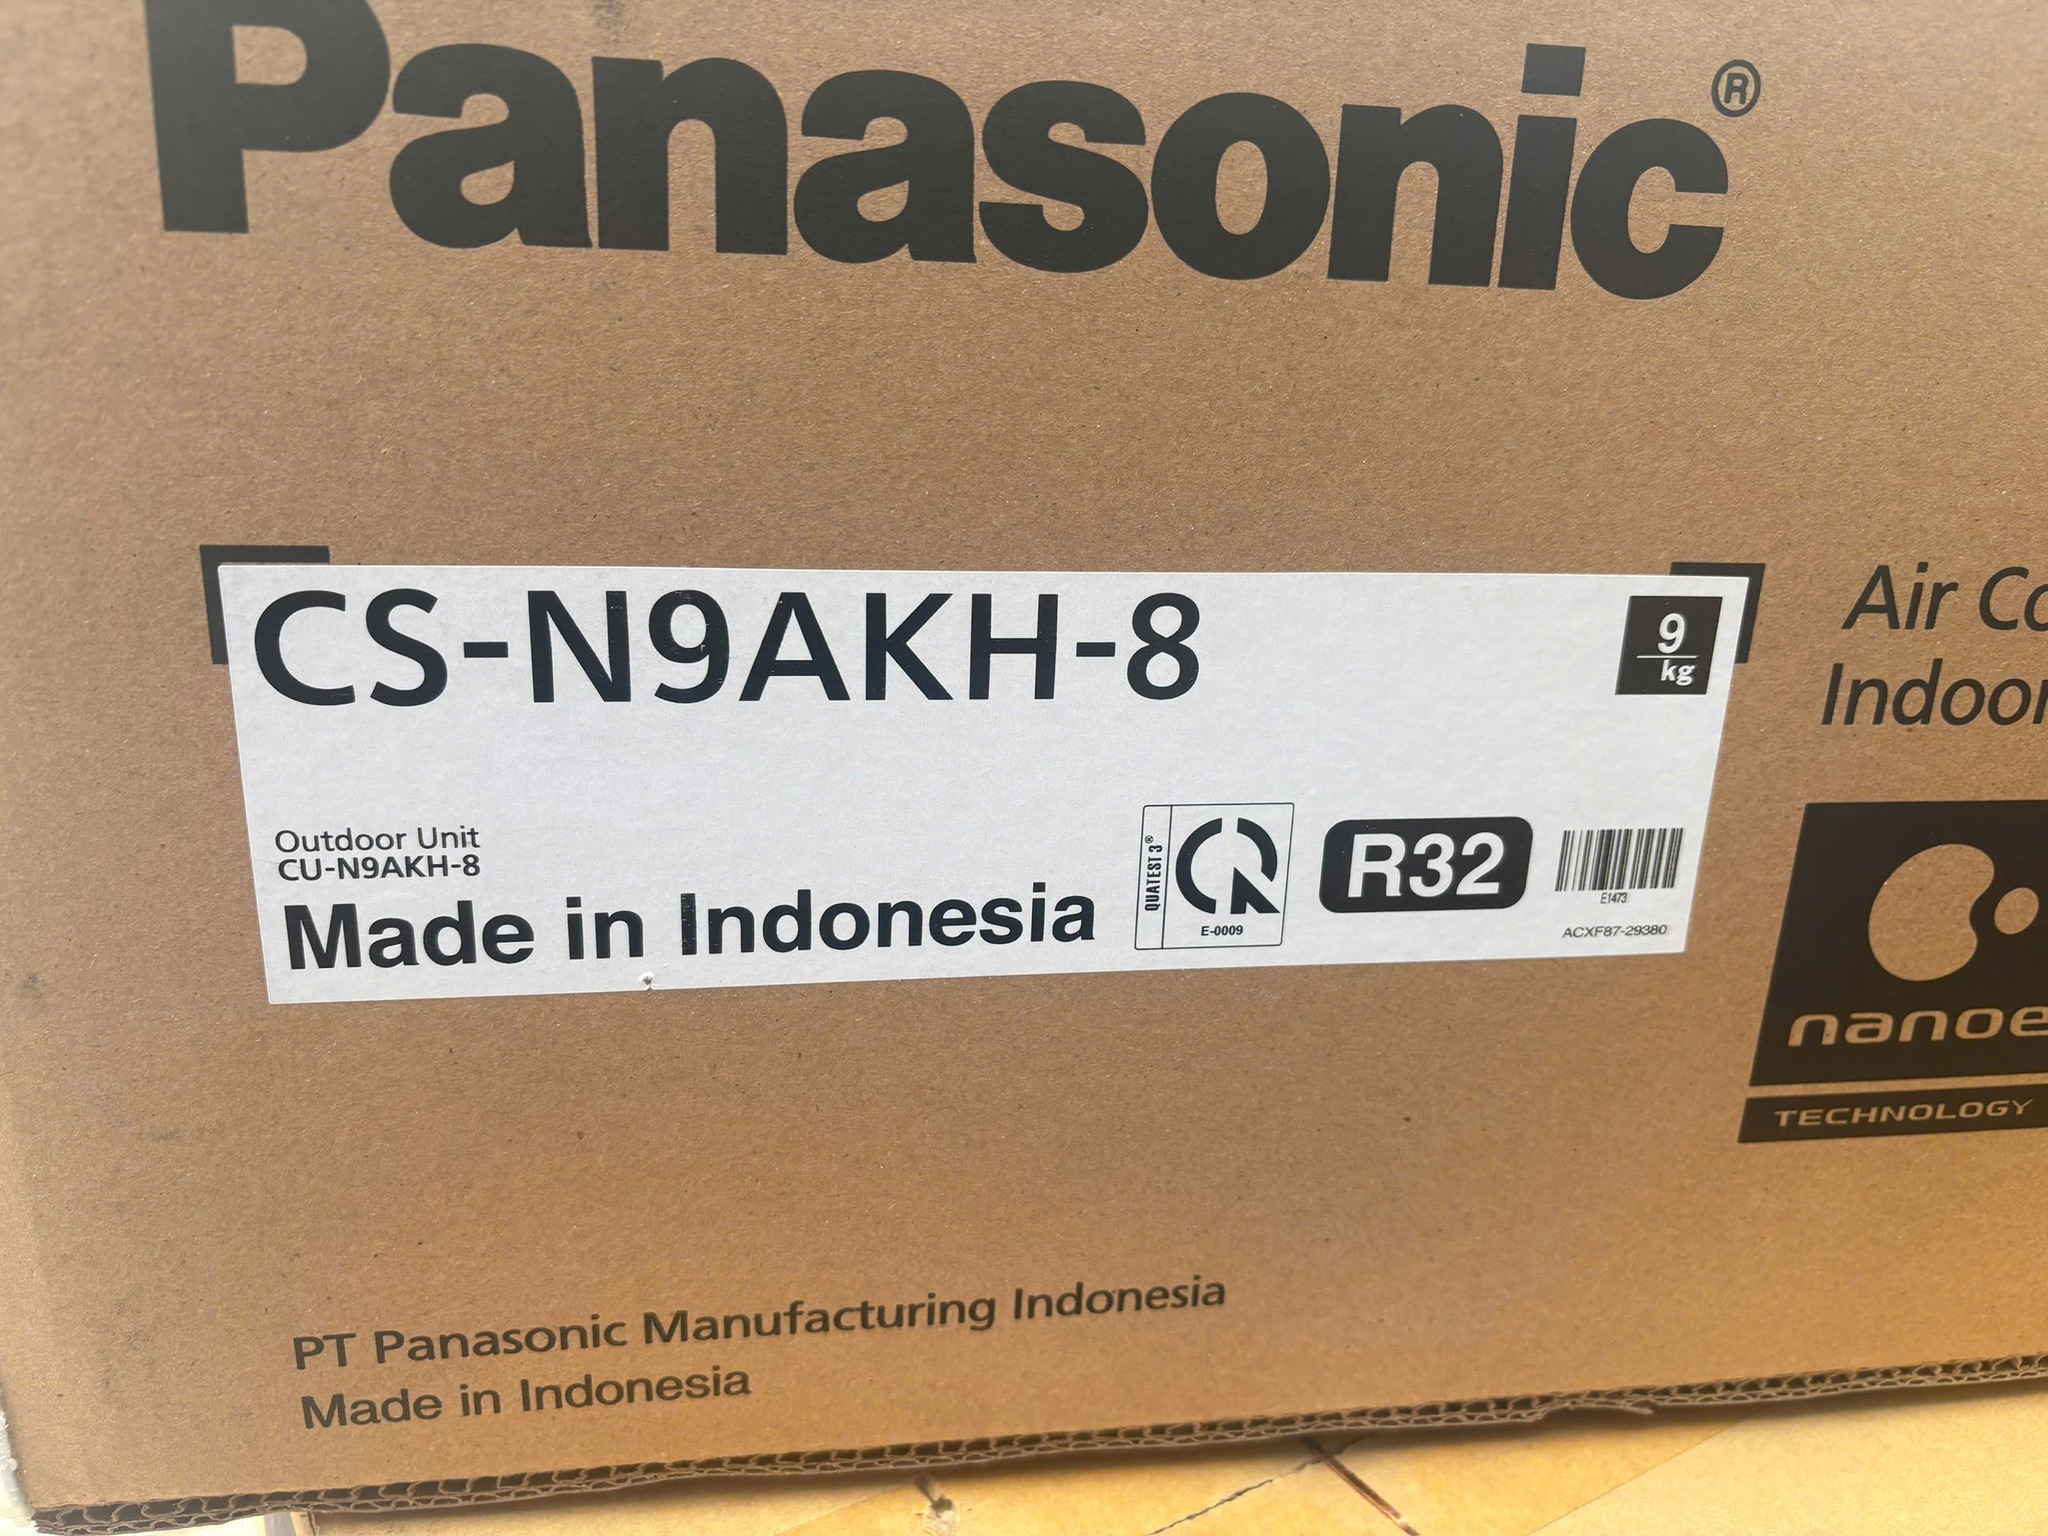 Panasonic®
CS-N9AKH-8
9
kg
Air Co
Indoor
Outdoor Unit
CU-N9AKH-8
Made in Indonesia
QUATEST 3®
E-0009
R32
E1473
ACXF87-29380
nanoe
TECHNOLOGY
PT Panasonic Manufacturing Indonesia
Made in Indonesia